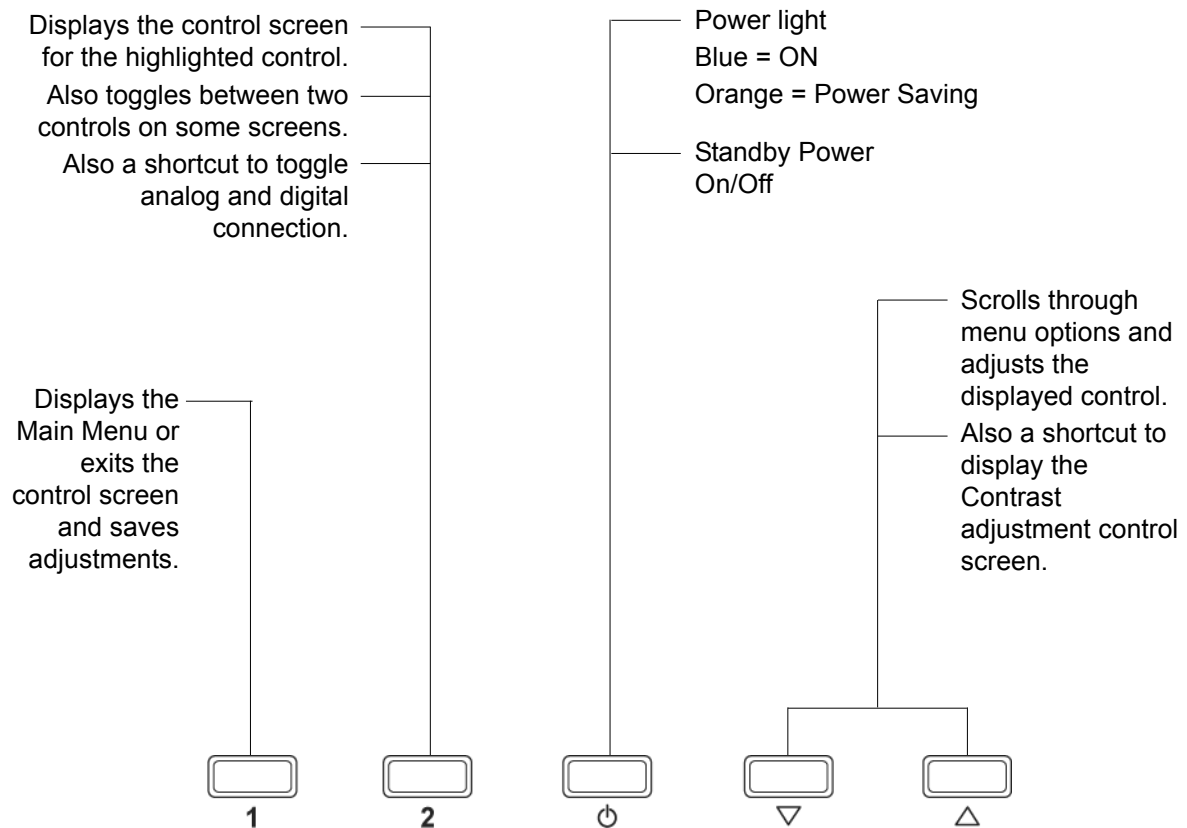 Displays the control screen
for the highlighted control.
Also toggles between two
controls on some screens.
Also a shortcut to toggle
analog and digital
connection.
Power light
Blue = ON
Orange = Power Saving
Standby Power
On/Off
Scrolls through
menu options and
adjusts the
displayed control.
Also a shortcut to
display the
Contrast
adjustment control
screen.
Displays the
Main Menu or
exits the
control screen
and saves
adjustments.
1 2